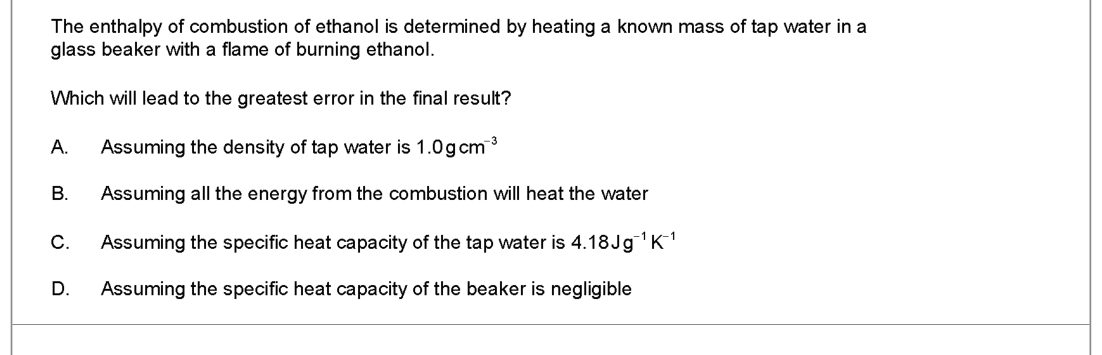 The enthalpy of combustion of ethanol is determined by heating a known mass of tap water in a
glass beaker with a flame of burning ethanol.
Which will lead to the greatest error in the final result?
A. Assuming the density of tap water is 1.0 g cm⁻³
B. Assuming all the energy from the combustion will heat the water
C. Assuming the specific heat capacity of the tap water is 4.18 J g⁻¹ K⁻¹
D. Assuming the specific heat capacity of the beaker is negligible